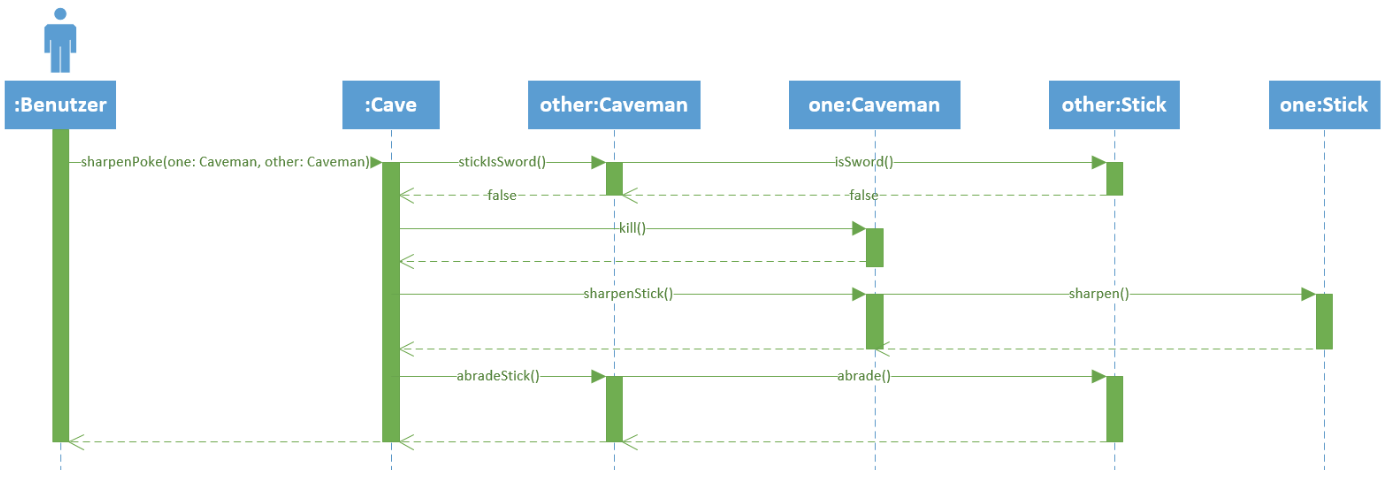 :Benutzer
:Cave
other:Caveman
one:Caveman
other:Stick
one:Stick
sharpenPoke(one: Caveman, other: Caveman)
stickIsSword()
isSword()
false
false
kill()
sharpenStick()
sharpen()
abradeStick()
abrade()